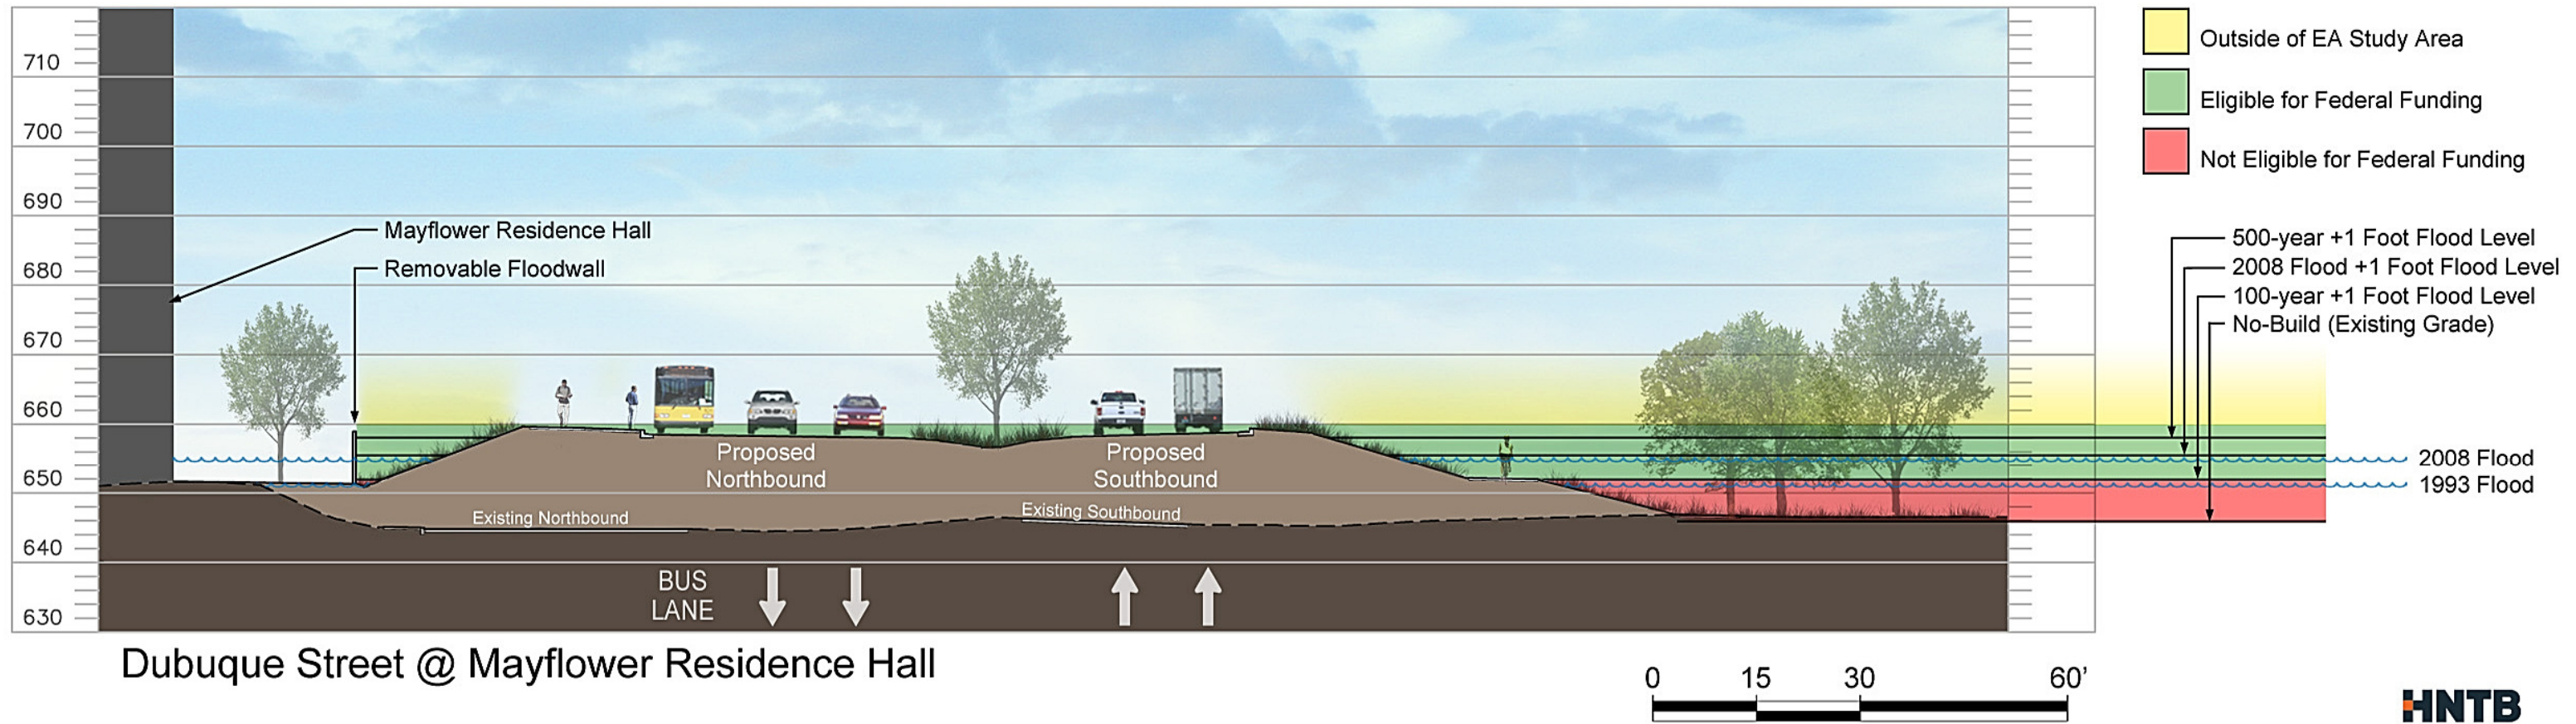 710
700
690
680
670
660
650
640
630
Mayflower Residence Hall
Removable Floodwall
Proposed
Northbound
Proposed
Southbound
Existing Northbound
Existing Southbound
BUS
LANE
Outside of EA Study Area
Eligible for Federal Funding
Not Eligible for Federal Funding
500-year +1 Foot Flood Level
2008 Flood +1 Foot Flood Level
100-year +1 Foot Flood Level
No-Build (Existing Grade)
2008 Flood
1993 Flood
Dubuque Street @ Mayflower Residence Hall
0 15 30 60’
HNTB